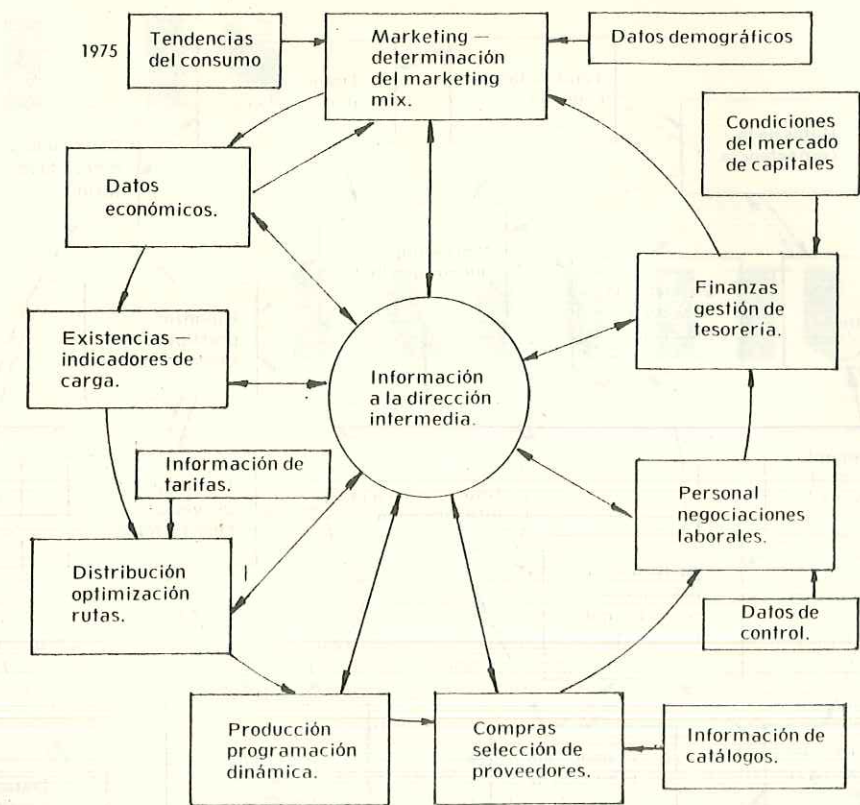 1975
Tendencias
del consumo
Marketing —
determinación
del marketing
mix.
Datos demográficos
Condiciones
del mercado
de capitales
Datos
económicos.
Finanzas
gestión de
tesorería.
Existencias —
indicadores de
carga.
Información
a la dirección
intermedia.
Información de
tarifas.
Personal
negociaciones
laborales.
Distribución
optimización
rutas.
Datos de
control.
Producción
programación
dinámica.
Compras
selección de
proveedores.
Información de
catálogos.